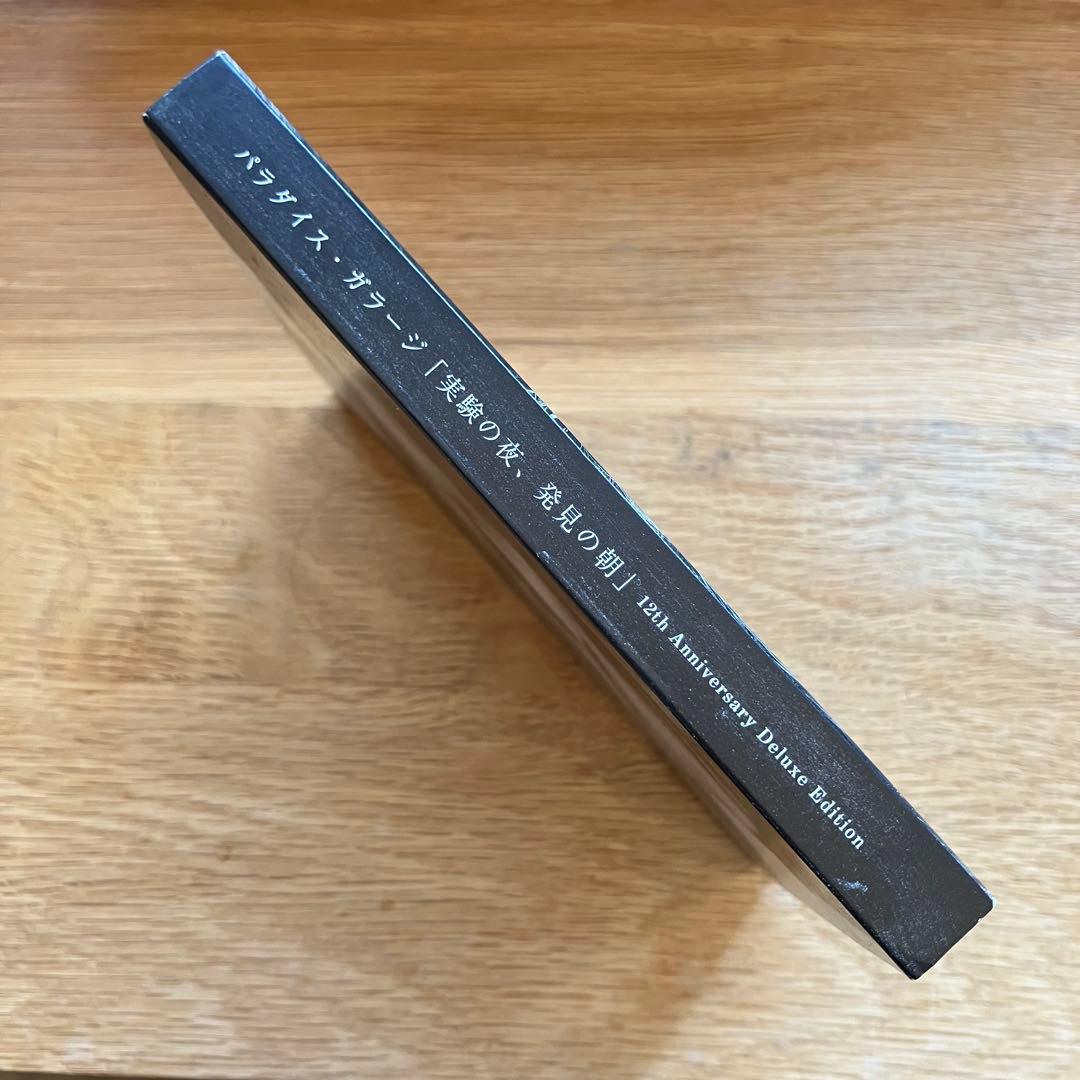 パラダイス・ガラージ「実験の夜、発見の朝」12th Anniversary Deluxe Edition